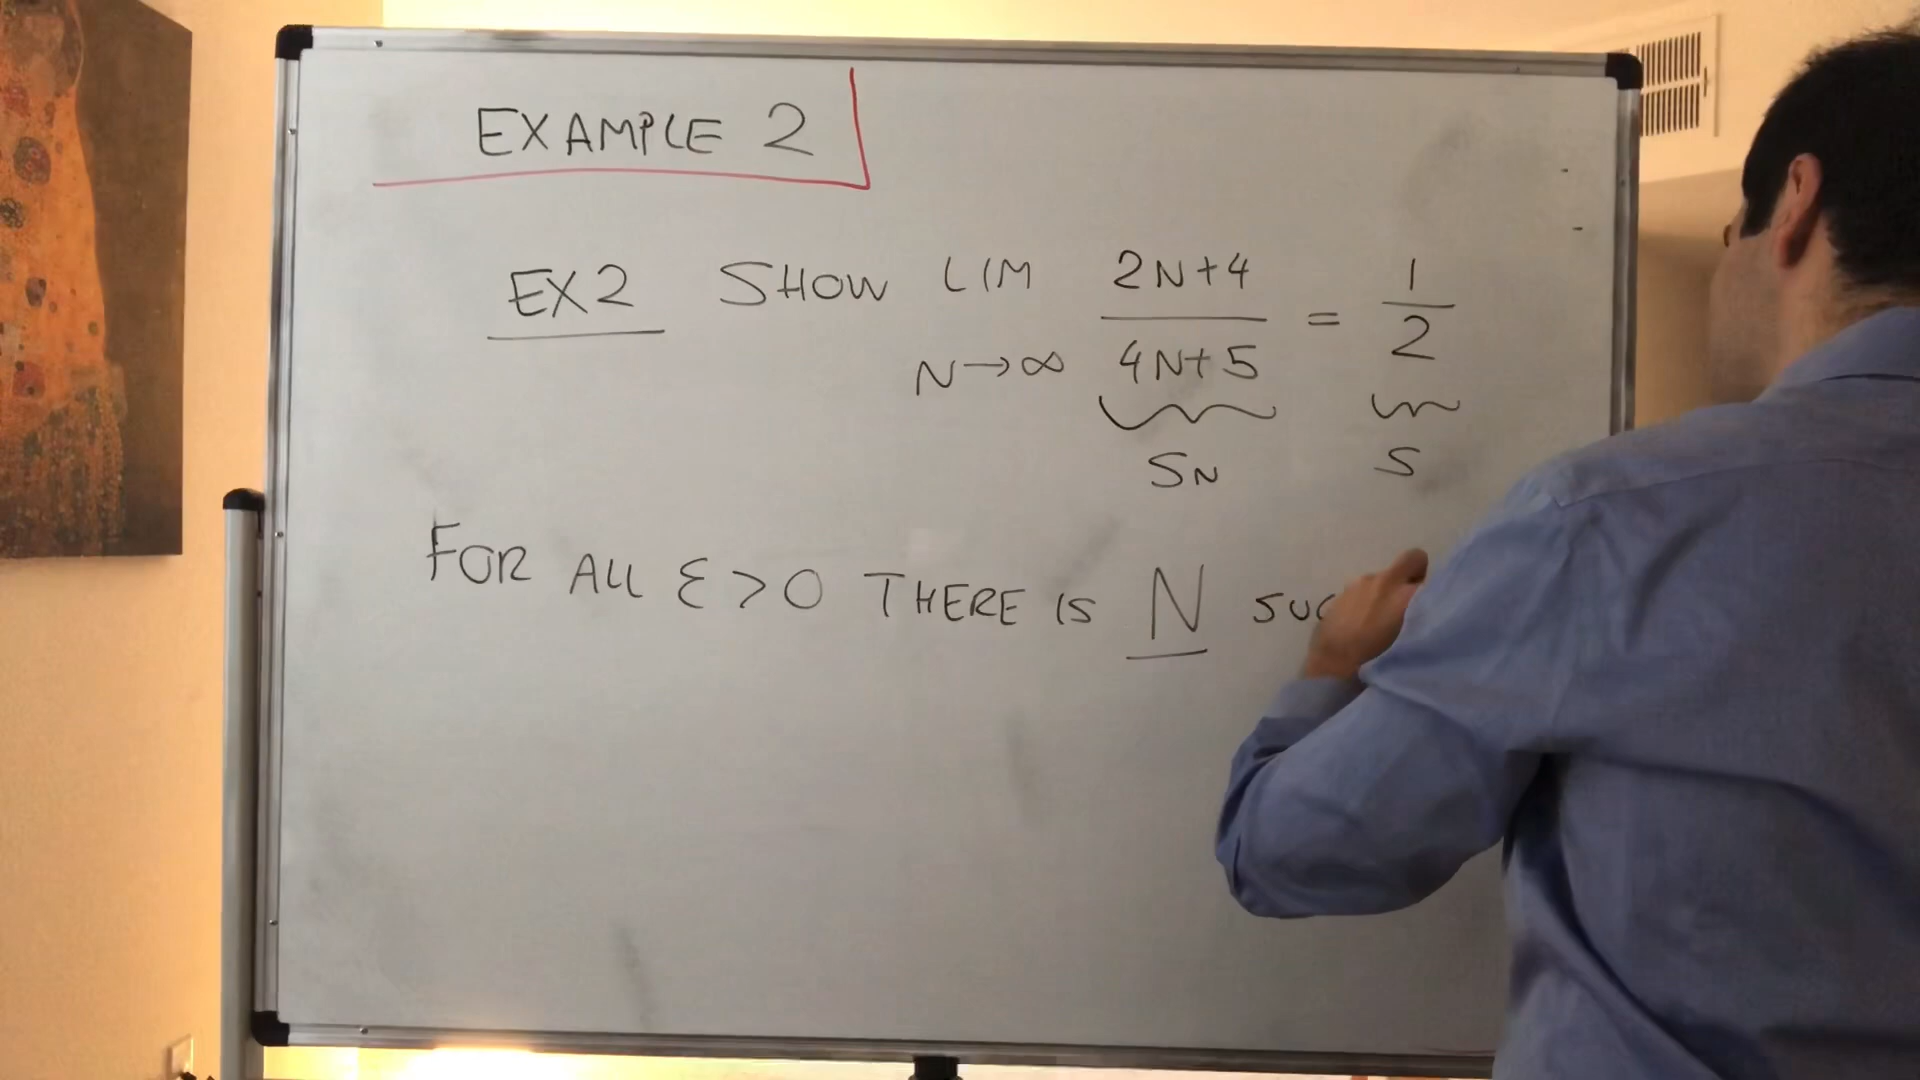 EXAMPLE 2
EX2 SHOW LIM N→∞ 2N+4 / 4N+5 = 1/2
SN S
FOR ALL ε > 0 THERE IS N